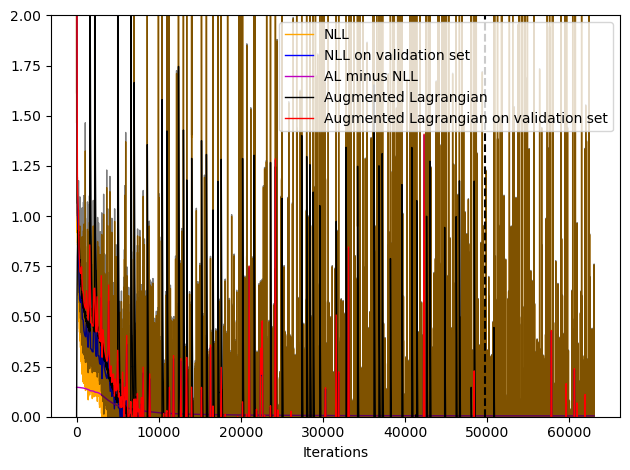 2.00
1.75
1.50
1.25
1.00
0.75
0.50
0.25
0.00
NLL
NLL on validation set
AL minus NLL
Augmented Lagrangian
Augmented Lagrangian on validation set
0 10000 20000 30000 40000 50000 60000
Iterations